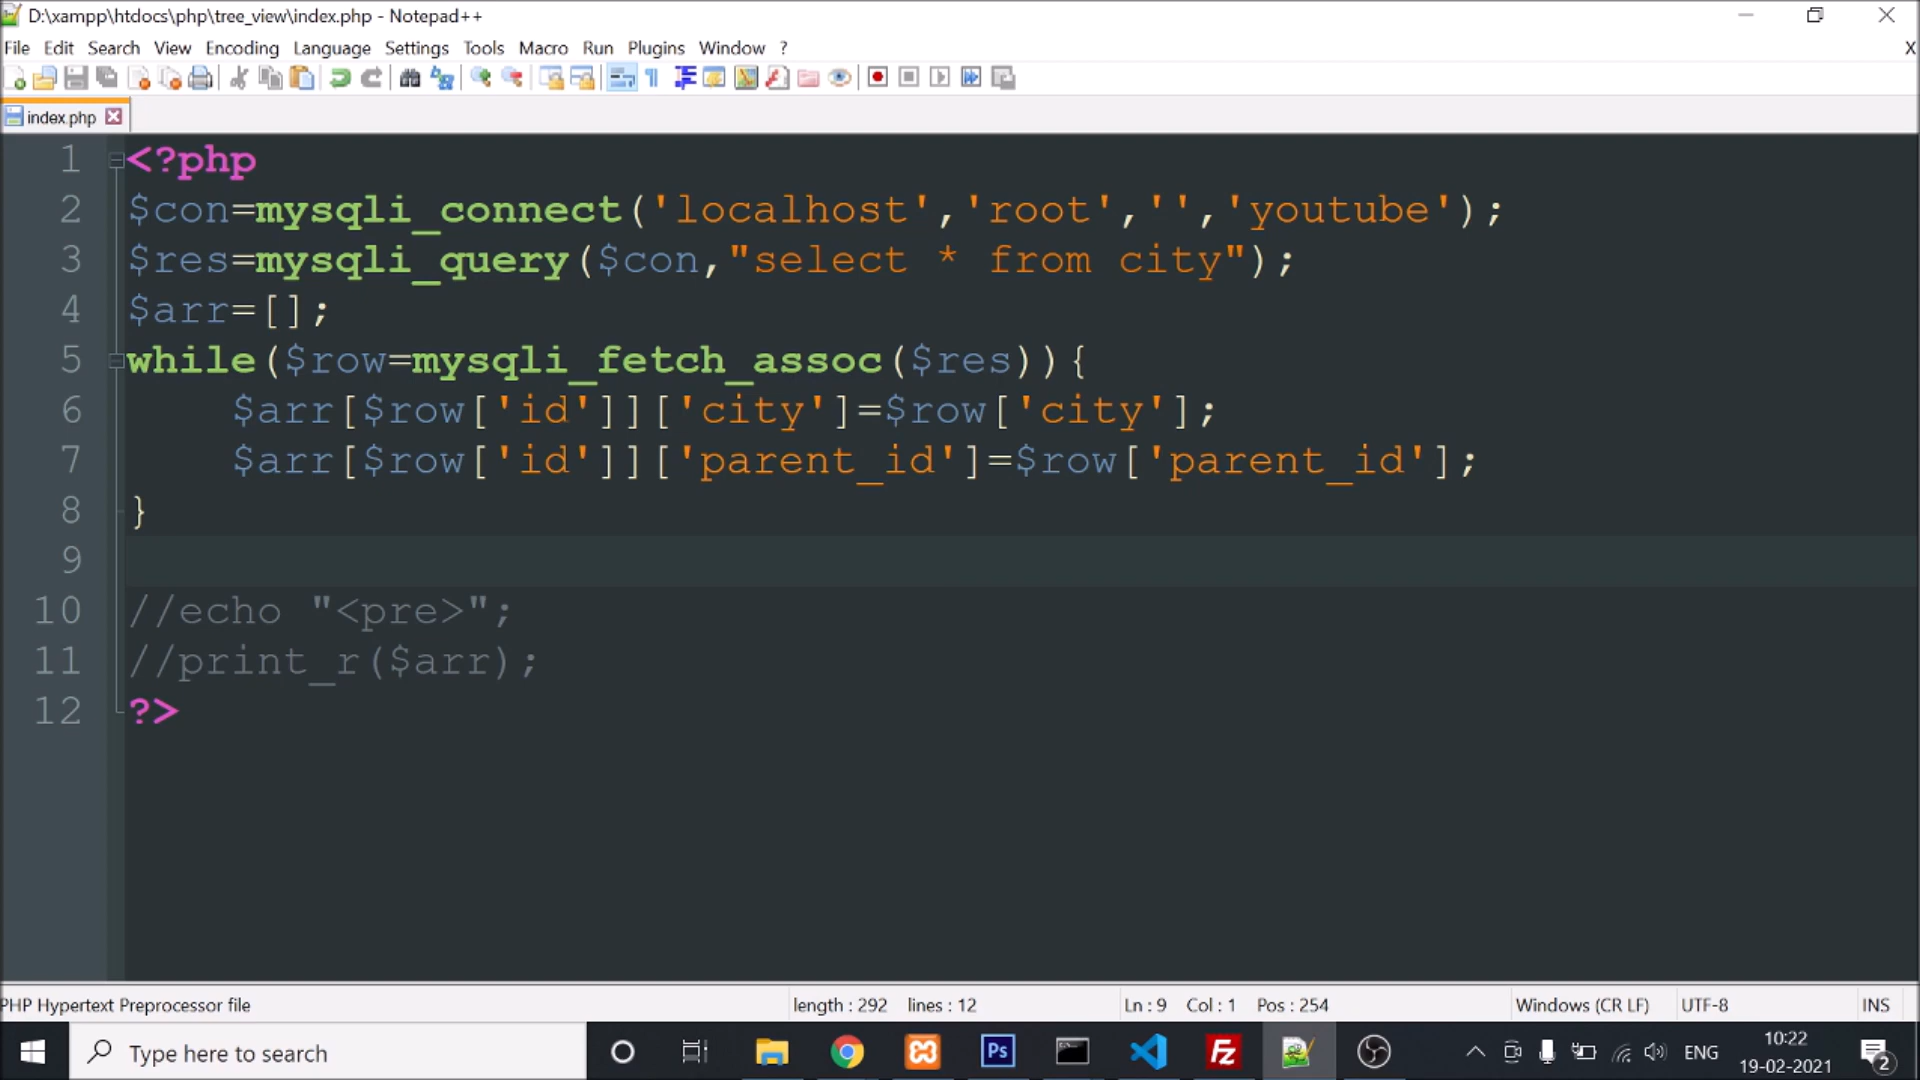 D:\xampp\htdocs\php\tree_view\index.php - Notepad++
File Edit Search View Encoding Language Settings Tools Macro Run Plugins Window ? X
index.php
1 <?php
2 $con=mysqli_connect('localhost','root','','youtube');
3 $res=mysqli_query($con,"select * from city");
4 $arr=[];
5 while($row=mysqli_fetch_assoc($res)){
6 $arr[$row['id']]['city']=$row['city'];
7 $arr[$row['id']]['parent_id']=$row['parent_id'];
8 }
9
10 //echo "<pre>";
11 //print_r($arr);
12 ?>
PHP Hypertext Preprocessor file length : 292 lines : 12 Ln : 9 Col : 1 Pos : 254 Windows (CR LF) UTF-8 INS
Type here to search Ps Fz ENG 10:22
19-02-2021 2